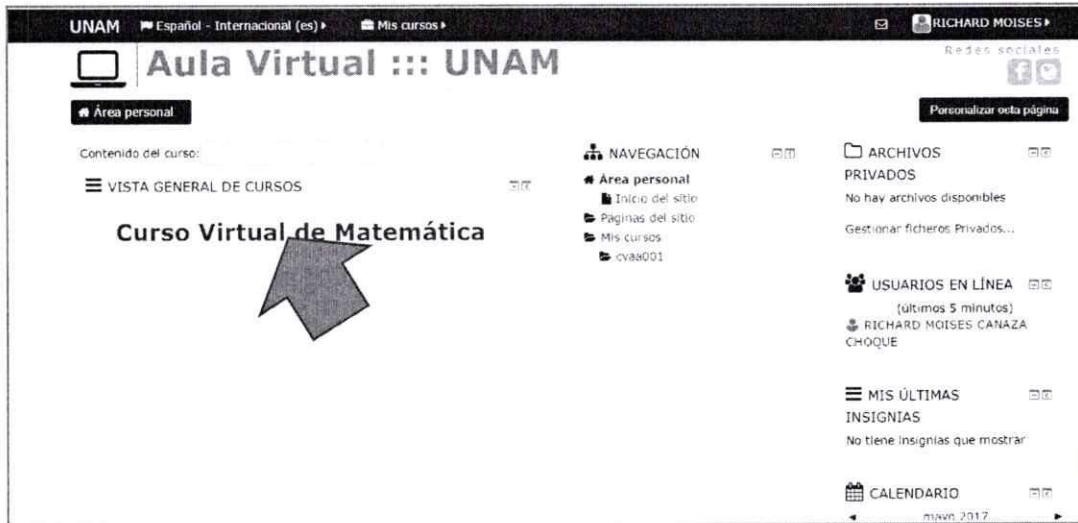 UNAM Español - Internacional (es) Mis cursos RICHARD MOISES
Aula Virtual ::: UNAM
Redes sociales
Área personal
Personalizar esta página
Contenido del curso:
VISTA GENERAL DE CURSOS
Curso Virtual de Matemática
NAVEGACIÓN
Área personal
Inicio del sitio
Páginas del sitio
Mis cursos
cvaa001
ARCHIVOS
PRIVADOS
No hay archivos disponibles
Gestionar ficheros Privados...
USUARIOS EN LÍNEA
(últimos 5 minutos)
RICHARD MOISES CANAZA
CHOQUE
MIS ÚLTIMAS
INSIGNIAS
No tiene insignias que mostrar
CALENDARIO
mayo 2017